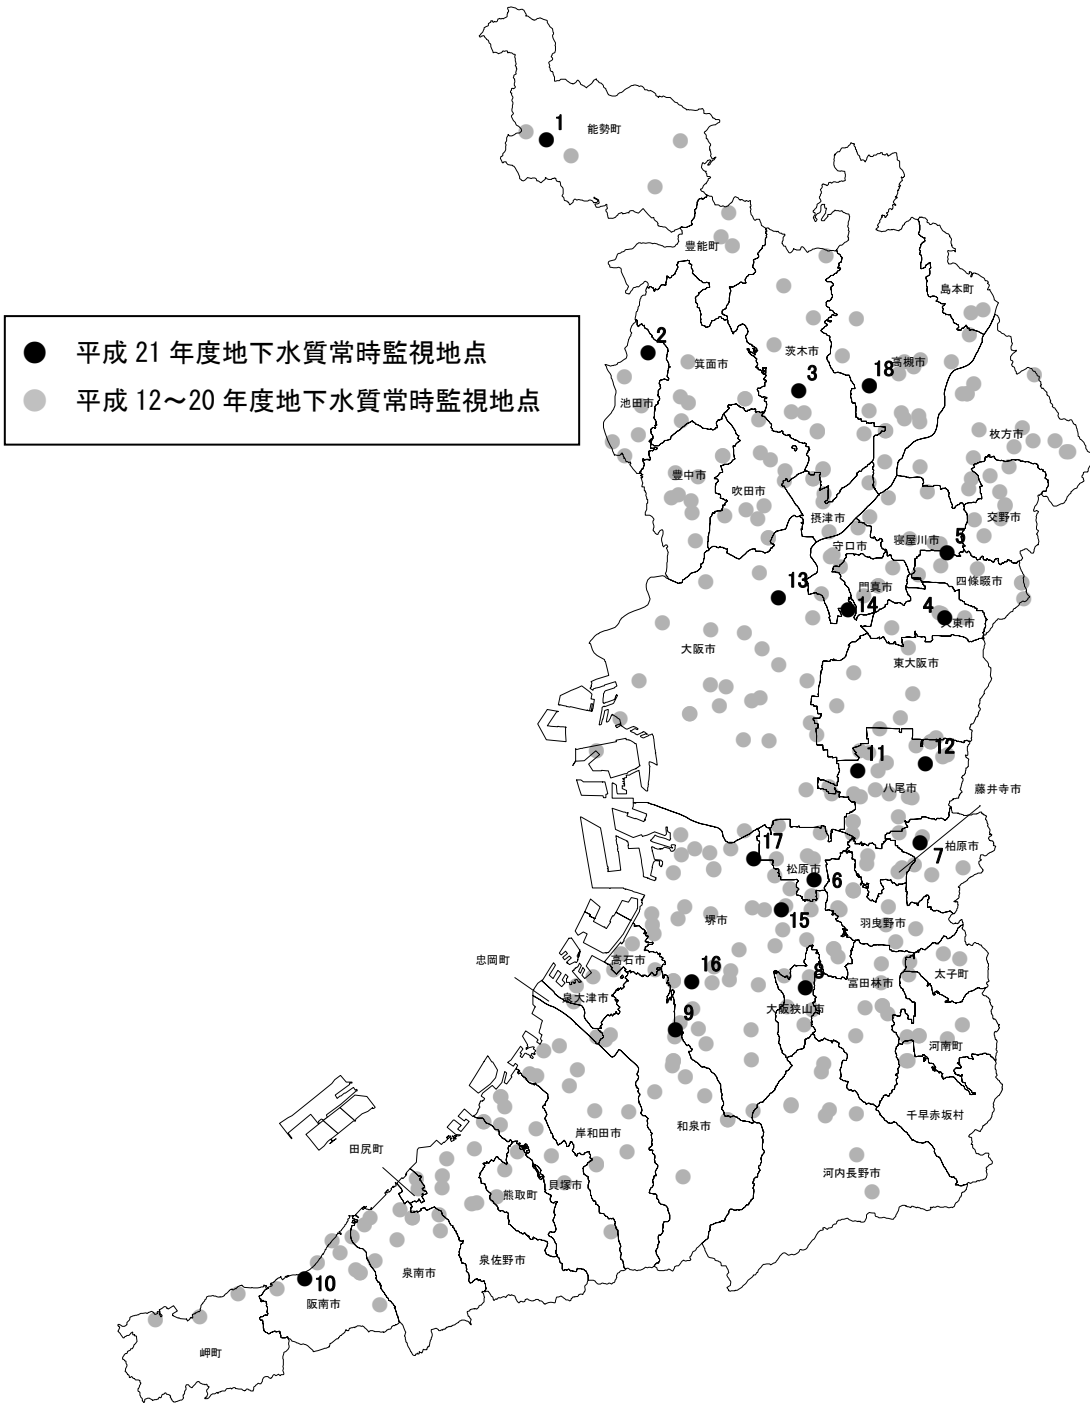 平成 21 年度地下水質常時監視地点
平成 12～20 年度地下水質常時監視地点
1
能勢町
豊能町
島本町
2
箕面市
茨木市
3
18
高槻市
池田市
枚方市
豊中市
吹田市
摂津市
交野市
守口市
寝屋川市
5
四條畷市
門真市
13
14
4
大東市
大阪市
東大阪市
11
12
八尾市
藤井寺市
17
7
柏原市
松原市
6
15
堺市
羽曳野市
忠岡町
高石市
16
8
富田林市
太子町
泉大津市
9
大阪狭山市
河南町
千早赤坂村
岸和田市
和泉市
田尻町
河内長野市
貝塚市
熊取町
泉佐野市
泉南市
10
阪南市
岬町